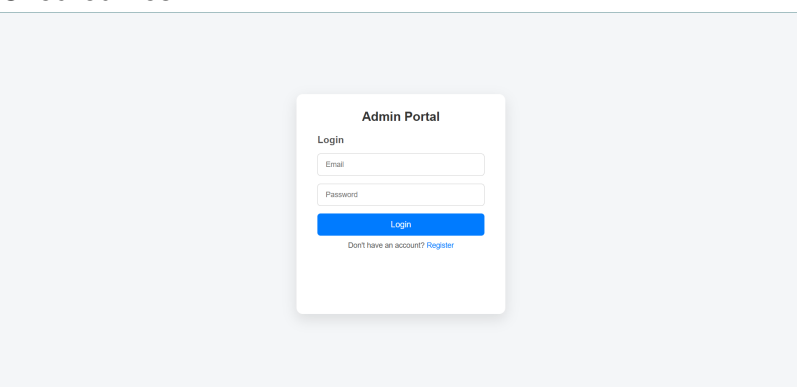 Admin Portal
Login
Email
Password
Login
Don't have an account? Register